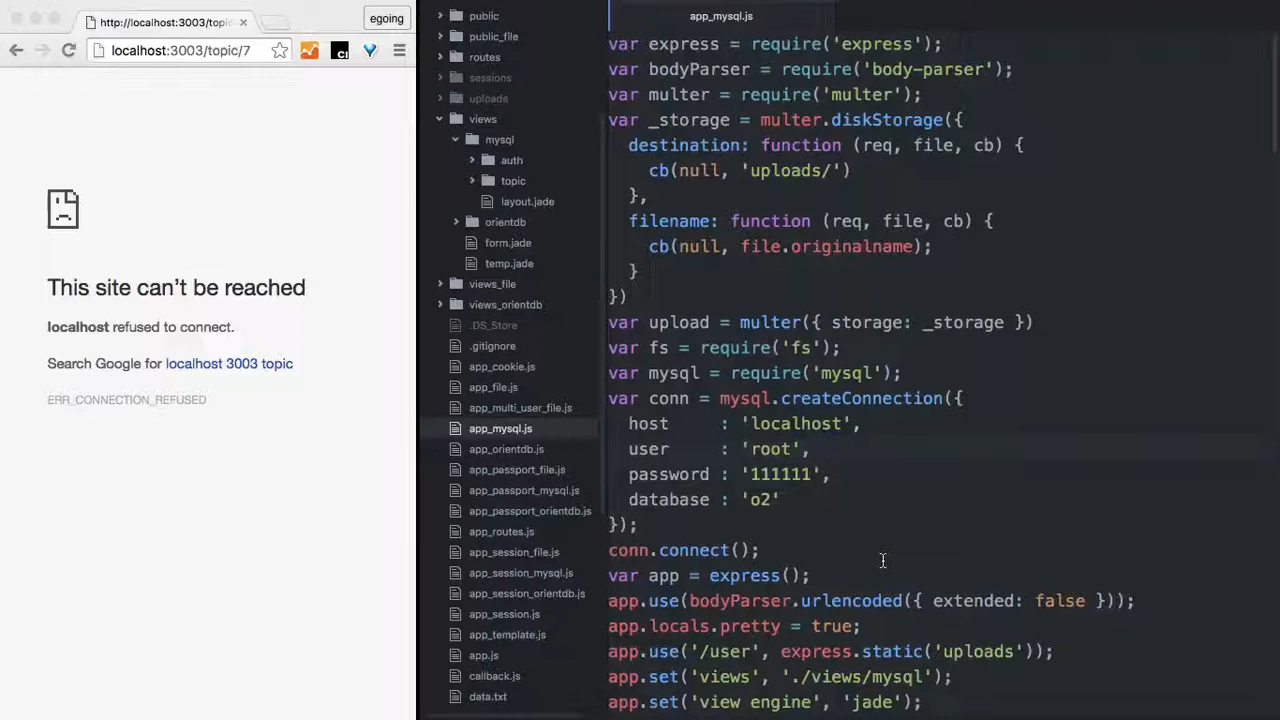 http://localhost:3003/topic
egoing
localhost:3003/topic/7
This site can't be reached
localhost refused to connect.
Search Google for localhost 3003 topic
ERR_CONNECTION_REFUSED
public
public_file
routes
sessions
uploads
views
mysql
auth
topic
layout.jade
orientdb
form.jade
temp.jade
views_file
views_orientdb
.DS_Store
.gitignore
app_cookie.js
app_file.js
app_multi_user_file.js
app_mysql.js
app_orientdb.js
app_passport_file.js
app_passport_mysql.js
app_passport_orientdb.js
app_routes.js
app_session_file.js
app_session_mysql.js
app_session_orientdb.js
app_session.js
app_template.js
app.js
callback.js
data.txt
app_mysql.js
var express = require('express');
var bodyParser = require('body-parser');
var multer = require('multer');
var _storage = multer.diskStorage({
  destination: function (req, file, cb) {
    cb(null, 'uploads/')
  },
  filename: function (req, file, cb) {
    cb(null, file.originalname);
  }
})
var upload = multer({ storage: _storage })
var fs = require('fs');
var mysql = require('mysql');
var conn = mysql.createConnection({
  host     : 'localhost',
  user     : 'root',
  password : '111111',
  database : 'o2'
});
conn.connect();
var app = express();
app.use(bodyParser.urlencoded({ extended: false }));
app.locals.pretty = true;
app.use('/user', express.static('uploads'));
app.set('views', './views/mysql');
app.set('view engine', 'jade');